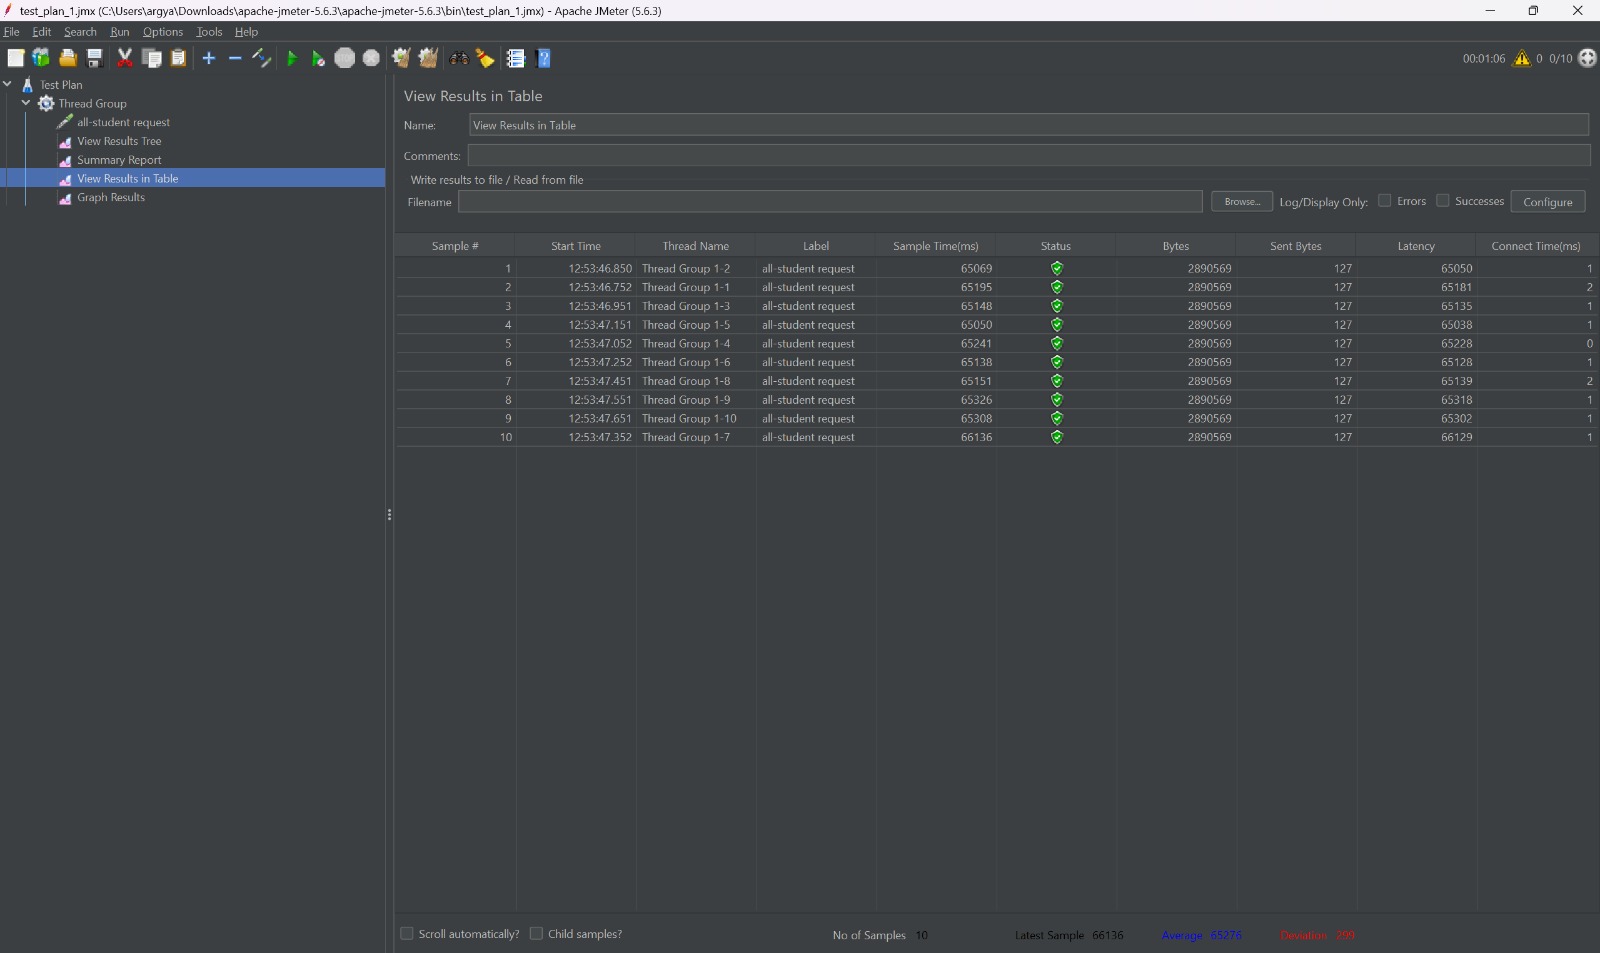 test_plan_1.jmx (C:\Users\argya\Downloads\apache-jmeter-5.6.3\apache-jmeter-5.6.3\bin\test_plan_1.jmx) - Apache JMeter (5.6.3)
File Edit Search Run Options Tools Help
00:01:06 0 0/10
Test Plan
Thread Group
all-student request
View Results Tree
Summary Report
View Results in Table
Graph Results
View Results in Table
Name: View Results in Table
Comments:
Write results to file / Read from file
Filename Browse... Log/Display Only: Errors Successes Configure
Sample # Start Time Thread Name Label Sample Time(ms) Status Bytes Sent Bytes Latency Connect Time(ms)
1 12:53:46.850 Thread Group 1-2 all-student request 65069 2890569 127 65050 1
2 12:53:46.752 Thread Group 1-1 all-student request 65195 2890569 127 65181 2
3 12:53:46.951 Thread Group 1-3 all-student request 65148 2890569 127 65135 1
4 12:53:47.151 Thread Group 1-5 all-student request 65050 2890569 127 65038 1
5 12:53:47.052 Thread Group 1-4 all-student request 65241 2890569 127 65228 0
6 12:53:47.252 Thread Group 1-6 all-student request 65138 2890569 127 65128 1
7 12:53:47.451 Thread Group 1-8 all-student request 65151 2890569 127 65139 2
8 12:53:47.551 Thread Group 1-9 all-student request 65326 2890569 127 65318 1
9 12:53:47.651 Thread Group 1-10 all-student request 65308 2890569 127 65302 1
10 12:53:47.352 Thread Group 1-7 all-student request 66136 2890569 127 66129 1
Scroll automatically? Child samples? No of Samples 10 Latest Sample 66136 Average 65276 Deviation 299